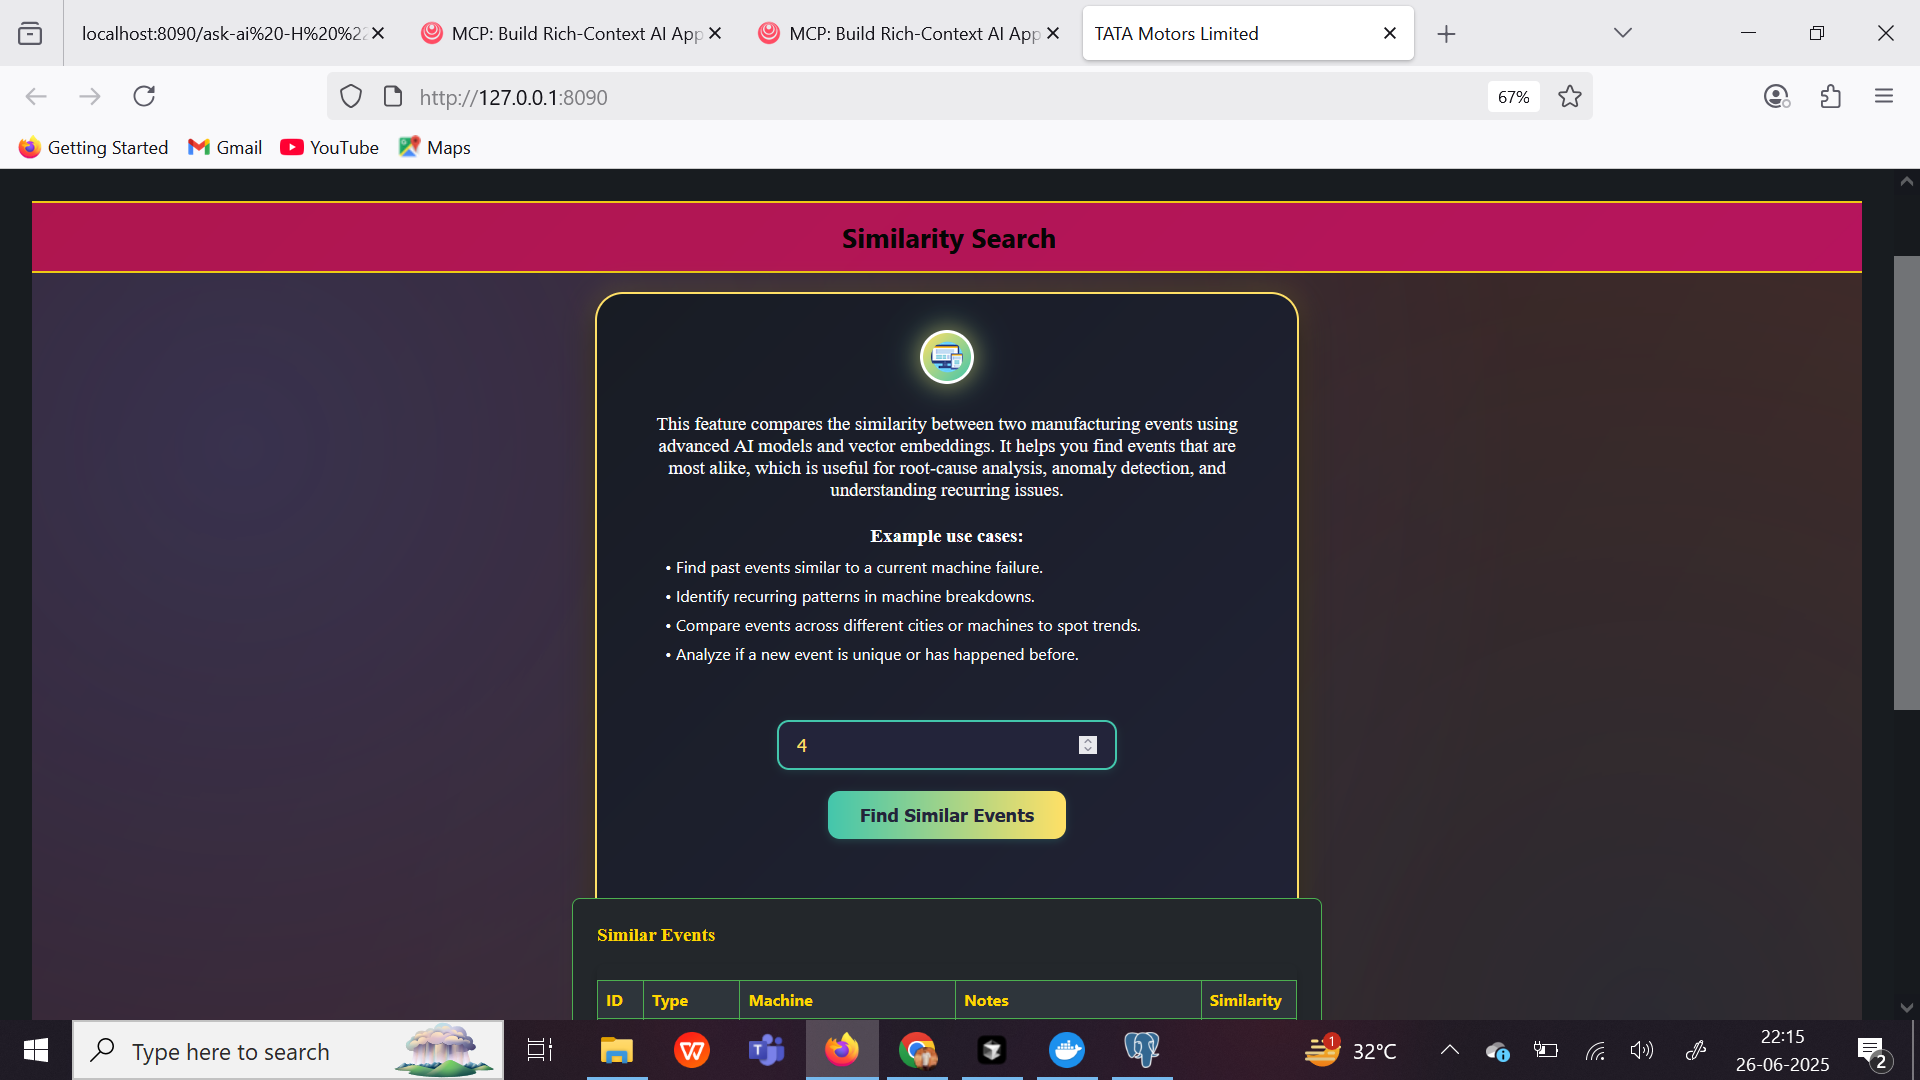 localhost:8090/ask-ai%20-H%20%22
MCP: Build Rich-Context AI App
MCP: Build Rich-Context AI App
TATA Motors Limited
http://127.0.0.1:8090
67%
Getting Started
Gmail
YouTube
Maps
Similarity Search
This feature compares the similarity between two manufacturing events using
advanced AI models and vector embeddings. It helps you find events that are
most alike, which is useful for root-cause analysis, anomaly detection, and
understanding recurring issues.
Example use cases:
• Find past events similar to a current machine failure.
• Identify recurring patterns in machine breakdowns.
• Compare events across different cities or machines to spot trends.
• Analyze if a new event is unique or has happened before.
4
Find Similar Events
Similar Events
ID Type Machine Notes Similarity
Type here to search
W
T
1
32°C
22:15
26-06-2025
2